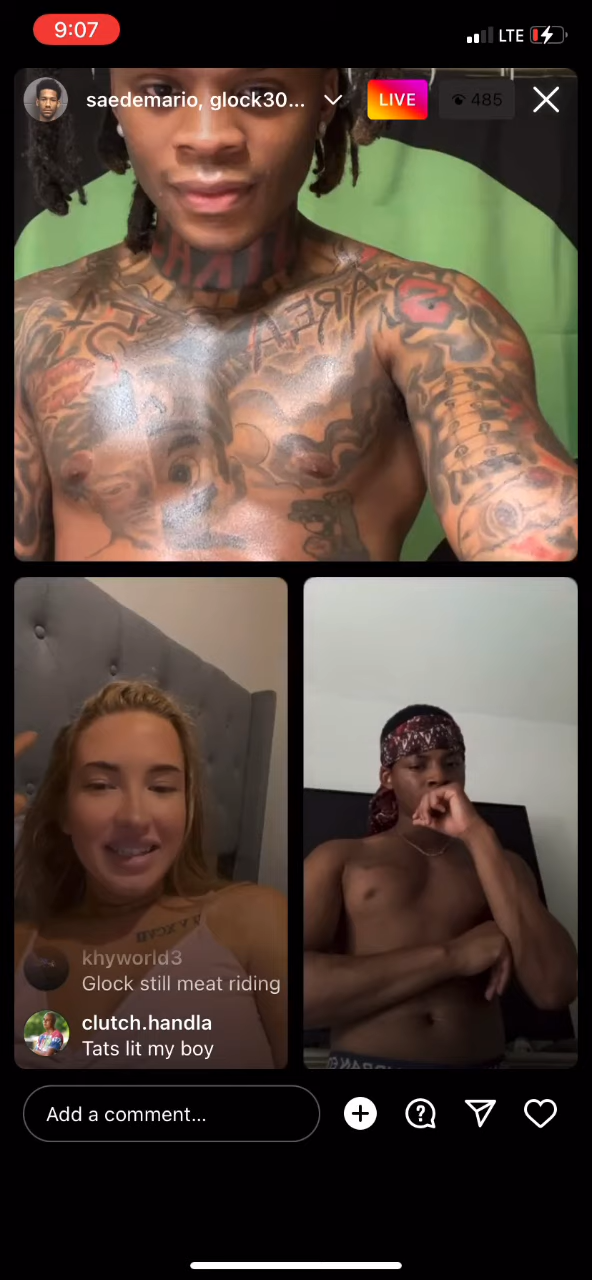 9:07
LTE
saedemario, glock30...
LIVE
485
khyworld3
Glock still meat riding
clutch.handla
Tats lit my boy
Add a comment...